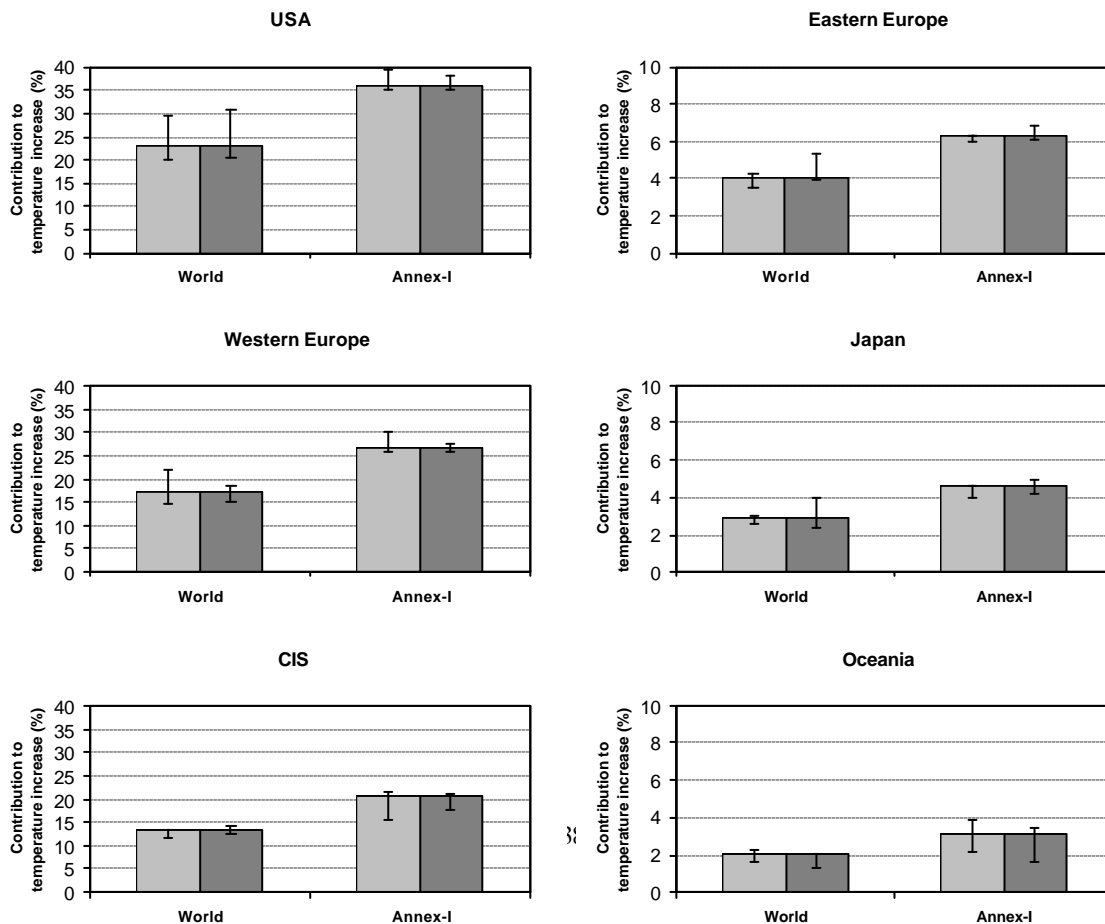 USA
Contribution to
temperature increase (%)
40
35
30
25
20
15
10
5
0
World Annex-I
Eastern Europe
Contribution to
temperature increase (%)
10
8
6
4
2
0
World Annex-I
Western Europe
Contribution to
temperature increase (%)
40
35
30
25
20
15
10
5
0
World Annex-I
Japan
Contribution to
temperature increase (%)
10
8
6
4
2
0
World Annex-I
CIS
Contribution to
temperature increase (%)
40
35
30
25
20
15
10
5
0
World Annex-I
Oceania
Contribution to
temperature increase (%)
10
8
6
4
2
0
World Annex-I